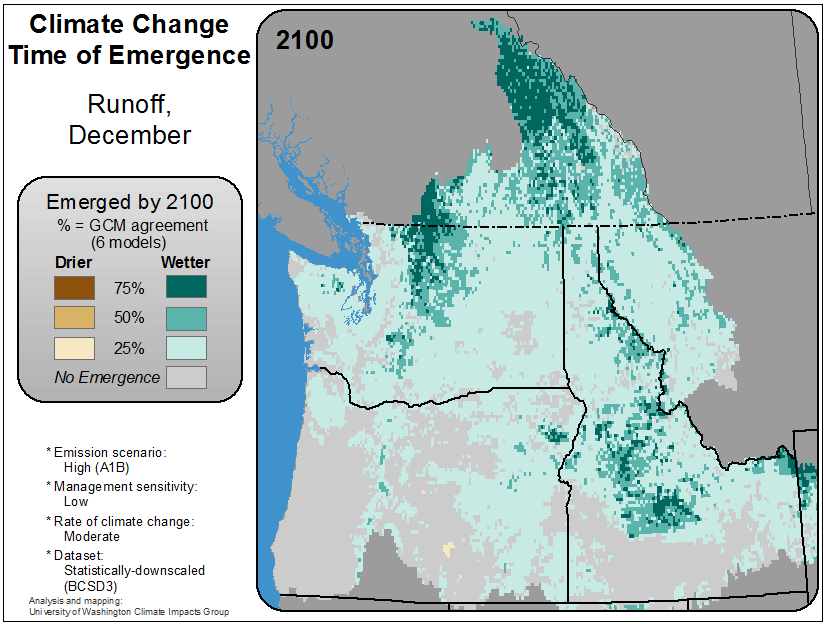 Climate Change
Time of Emergence
Runoff,
December
Emerged by 2100
% = GCM agreement
(6 models)
Drier Wetter
75%
50%
25%
No Emergence
* Emission scenario:
High (A1B)
* Management sensitivity:
Low
* Rate of climate change:
Moderate
* Dataset:
Statistically-downscaled
(BCSD3)
Analysis and mapping:
University of Washington Climate Impacts Group
2100